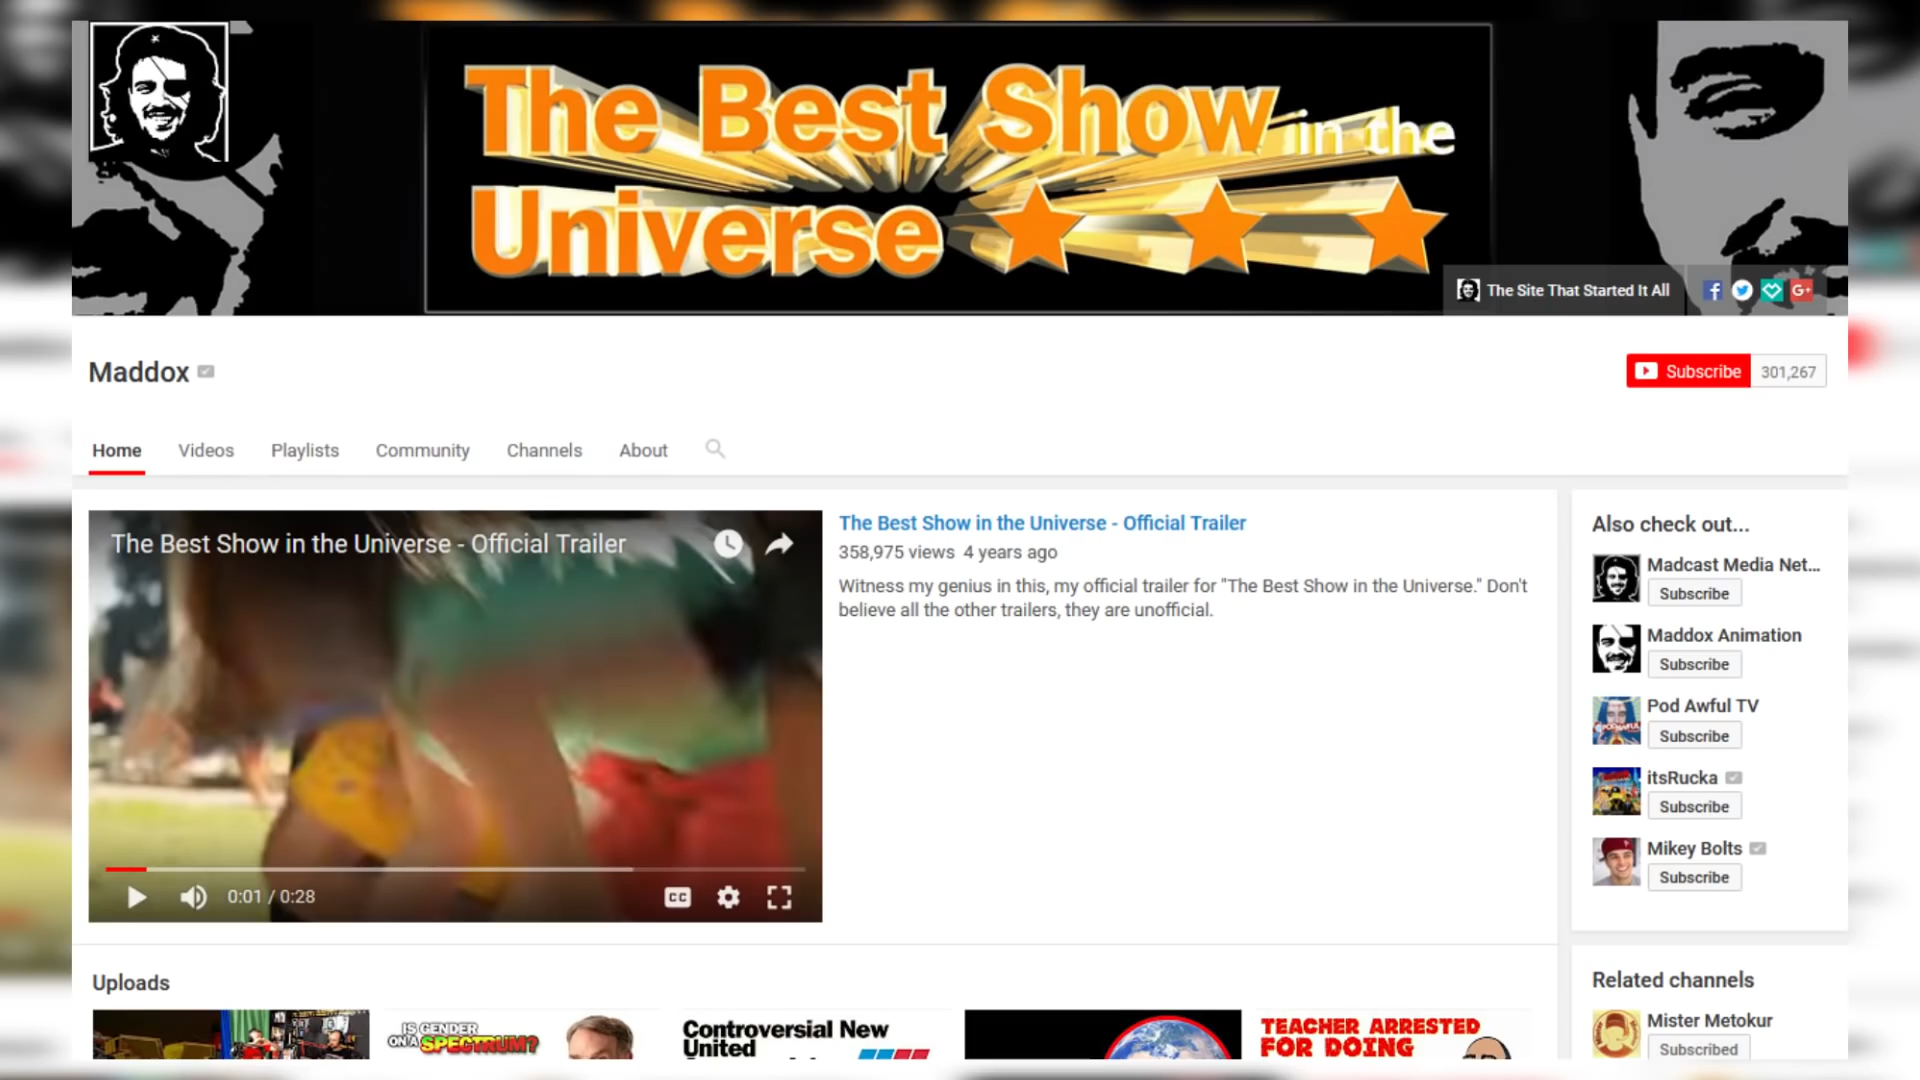 The Best Show in the
Universe
The Site That Started It All
Maddox
Subscribe 301,267
Home Videos Playlists Community Channels About
The Best Show in the Universe - Official Trailer
0:01 / 0:28
CC
The Best Show in the Universe - Official Trailer
358,975 views 4 years ago
Witness my genius in this, my official trailer for "The Best Show in the Universe." Don't
believe all the other trailers, they are unofficial.
Also check out...
Madcast Media Net...
Subscribe
Maddox Animation
Subscribe
Pod Awful TV
Subscribe
itsRucka
Subscribe
Mikey Bolts
Subscribe
Uploads
IS GENDER
ON A SPECTRUM?
Controversial New
United
TEACHER ARRESTED
FOR DOING
Related channels
Mister Metokur
Subscribed